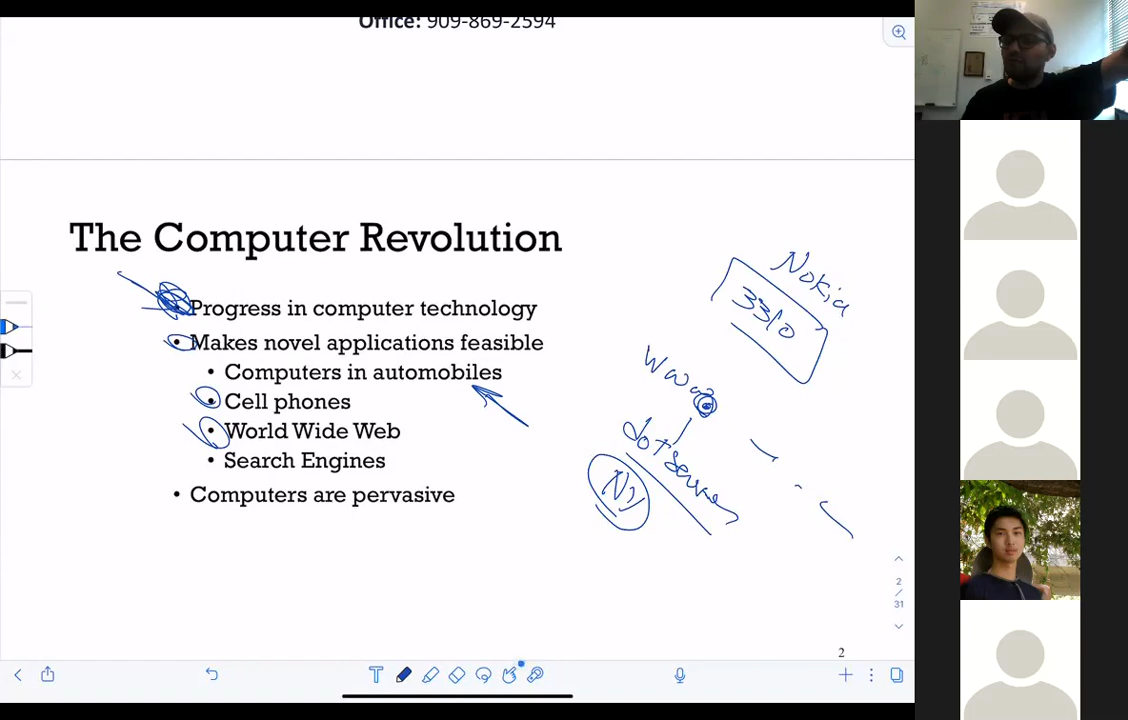 Office: 909-869-2594
The Computer Revolution
• Progress in computer technology
• Makes novel applications feasible
• Computers in automobiles
• Cell phones
• World Wide Web
• Search Engines
• Computers are pervasive
Nokia
3310
www.
dot server
2
/
31
2
T